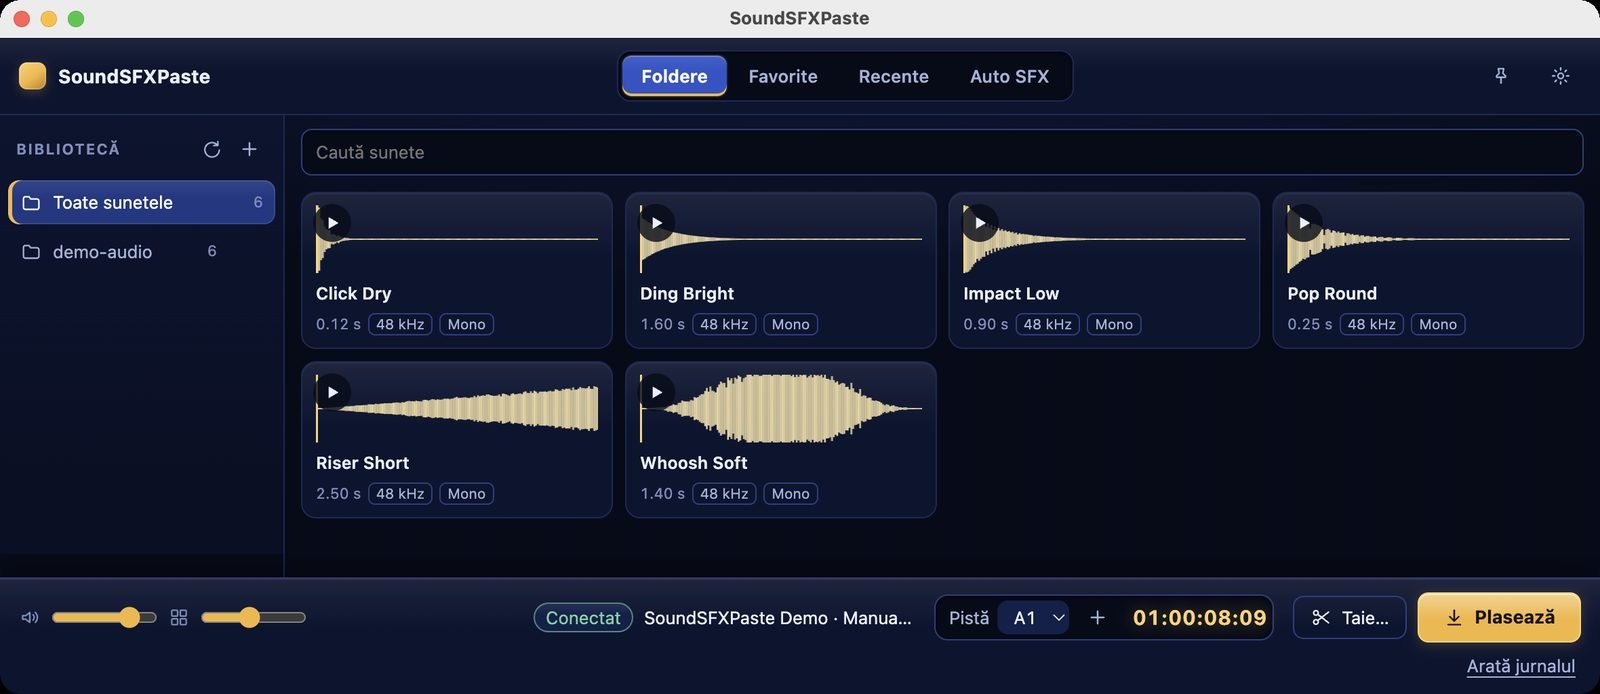 SoundSFXPaste
SoundSFXPaste
Foldere
Favorite
Recente
Auto SFX
BIBLIOTECĂ
Toate sunetele 6
demo-audio 6
Caută sunete
Click Dry
0.12 s 48 kHz Mono
Ding Bright
1.60 s 48 kHz Mono
Impact Low
0.90 s 48 kHz Mono
Pop Round
0.25 s 48 kHz Mono
Riser Short
2.50 s 48 kHz Mono
Whoosh Soft
1.40 s 48 kHz Mono
Conectat
SoundSFXPaste Demo · Manua...
Pistă A1 + 01:00:08:09
Taie...
Plasează
Arată jurnalul